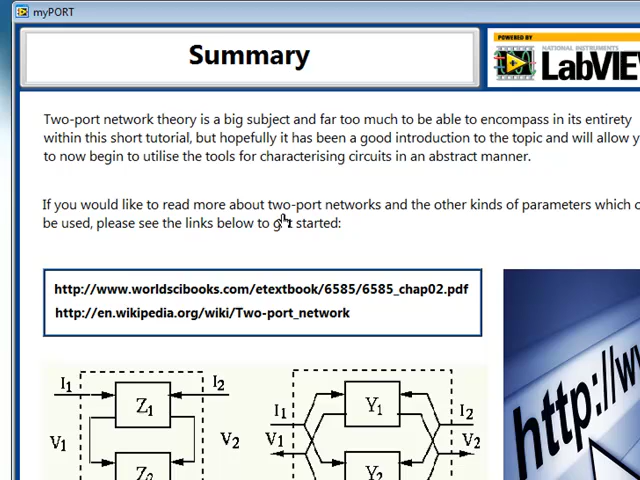 myPORT
Summary
POWERED BY
NATIONAL INSTRUMENTS
LabVIE
Two-port network theory is a big subject and far too much to be able to encompass in its entirety
within this short tutorial, but hopefully it has been a good introduction to the topic and will allow y
to now begin to utilise the tools for characterising circuits in an abstract manner.
If you would like to read more about two-port networks and the other kinds of parameters which c
be used, please see the links below to get started:
http://www.worldscibooks.com/etextbook/6585/6585_chap02.pdf
http://en.wikipedia.org/wiki/Two-port_network
I1 Z1 I2
V1 V2
Z2
I1 Y1 I2
V1 V2
Y2
http://w